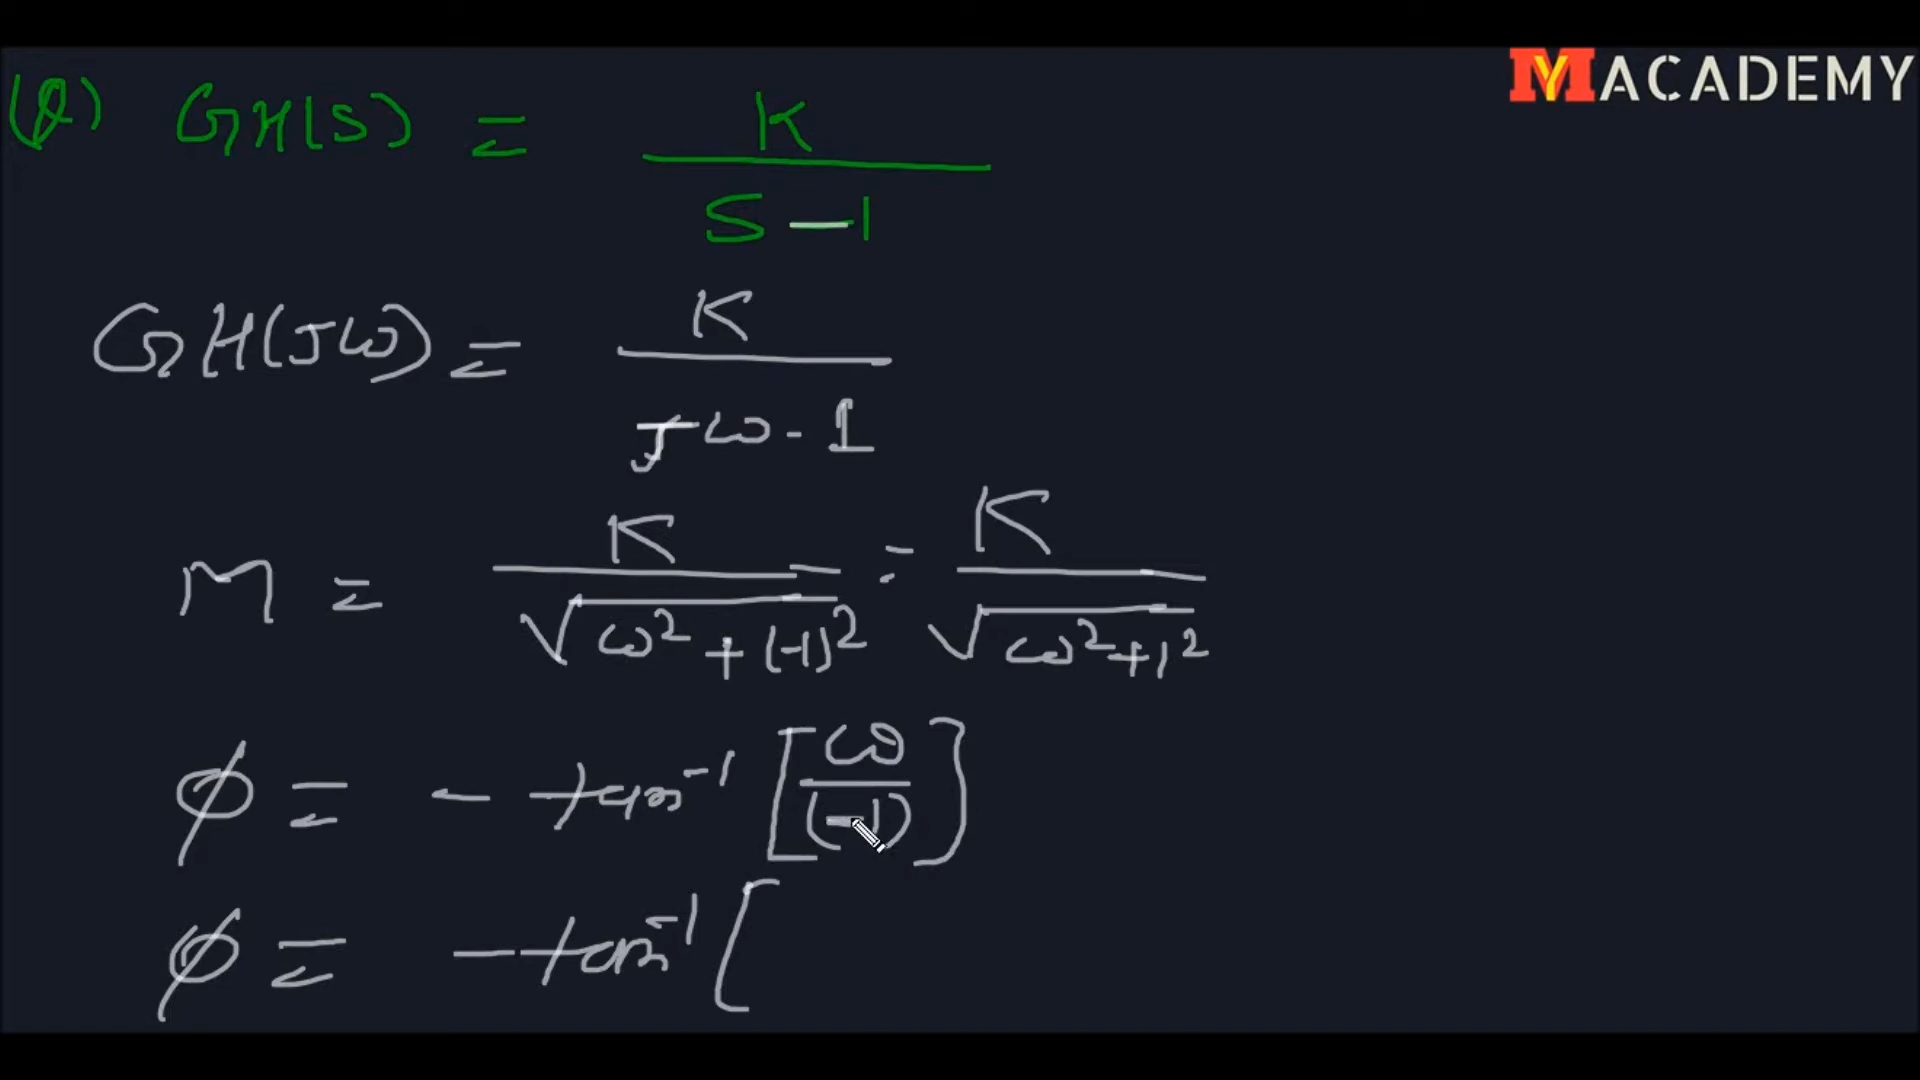 MACADEMY
(Q) GH(S) = K / S - 1
GH(Jω) = K / Jω - 1
M = K / √ω² + (-1)² = K / √ω² + 1²
φ = - tan⁻¹ [ω / (-1)]
φ = - tan⁻¹ [